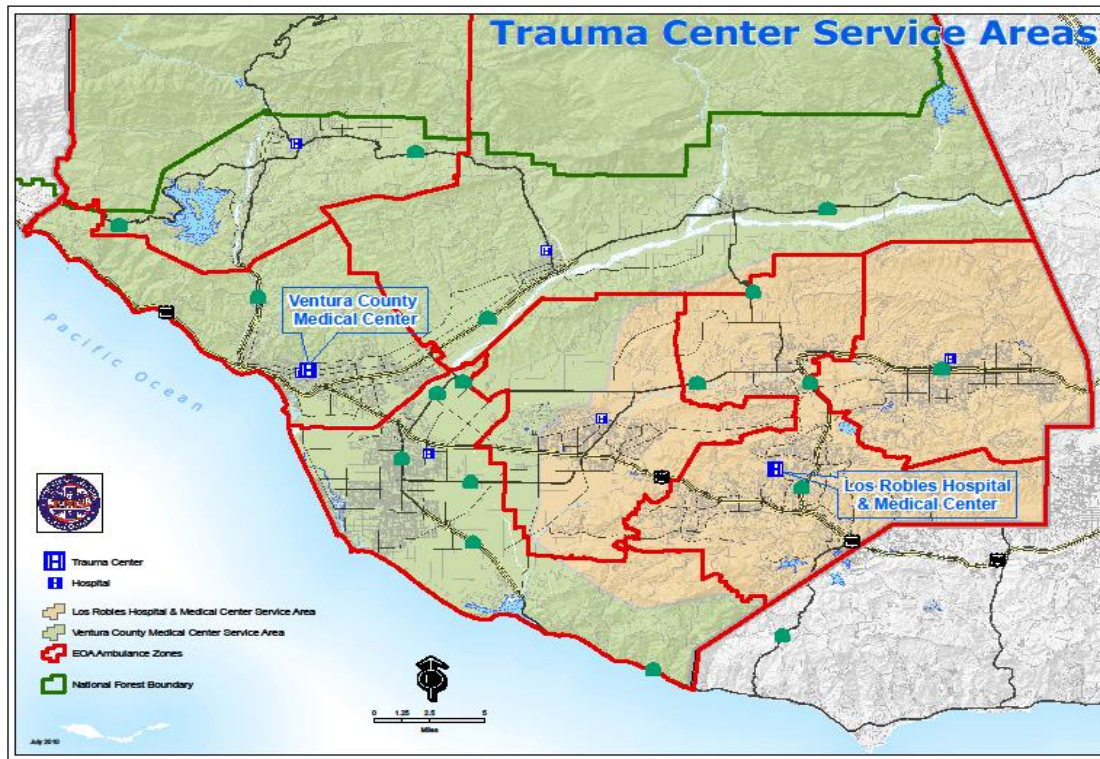 Trauma Center Service Areas
Ventura County
Medical Center
Pacific Ocean
Los Robles Hospital
& Medical Center
H Trauma Center
H Hospital
Los Robles Hospital & Medical Center Service Area
Ventura County Medical Center Service Area
EOA Ambulance Zones
National Forest Boundary
0 1.25 2.5 5
Miles
July 2010